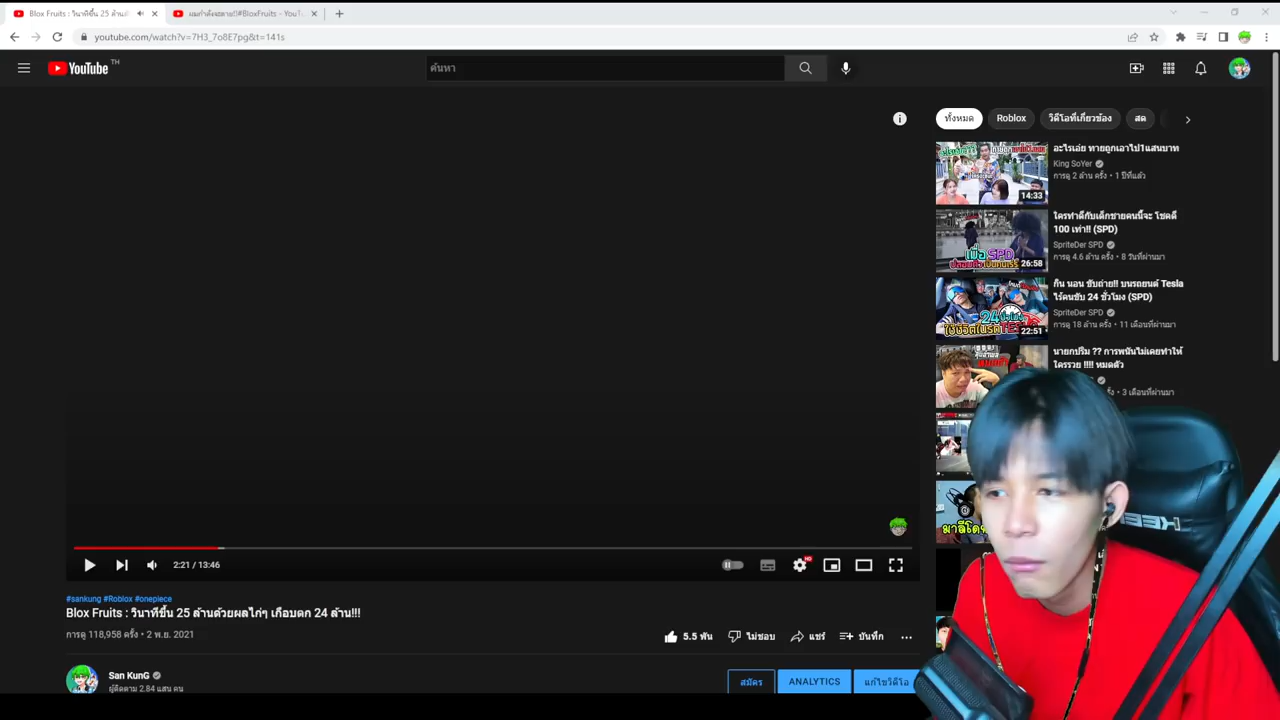 Blox Fruits : วินาทีขึ้น 25 ล้านด้
youtube.com/watch?v=7H3_7o8E7pg&t=141s
YouTube TH
ค้นหา
ทั้งหมด Roblox วิดีโอที่เกี่ยวข้อง สด
อะไรเอ่ย ทายถูกเอาไป1แสนบาท
King SoYer
การดู 2 ล้าน ครั้ง • 1 ปีที่แล้ว
14:33
ใครทำดีกับเด็กชายคนนี้จะ โชคดี
100 เท่า!! (SPD)
SpriteDer SPD
การดู 4.6 ล้าน ครั้ง • 8 วันที่ผ่านมา
26:58
กิน นอน ขับถ่าย!! บนรถยนต์ Tesla
ไร้คนขับ 24 ชั่วโมง (SPD)
SpriteDer SPD
การดู 18 ล้าน ครั้ง • 11 เดือนที่ผ่านมา
22:51
นายกปริม ?? การพนันไม่เคยทำให้
ใครรวย !!!! หมดตัว
ครั้ง • 3 เดือนที่ผ่านมา
2:21 / 13:46
#sankung #Roblox #onepiece
Blox Fruits : วินาทีขึ้น 25 ล้านด้วยผลไก่ๆ เกือบตก 24 ล้าน!!!
การดู 118,958 ครั้ง • 2 พ.ย. 2021
5.5 พัน ไม่ชอบ แชร์ บันทึก
San KunG
ผู้ติดตาม 2.84 แสน คน
สมัคร ANALYTICS แก้ไขวิดีโอ